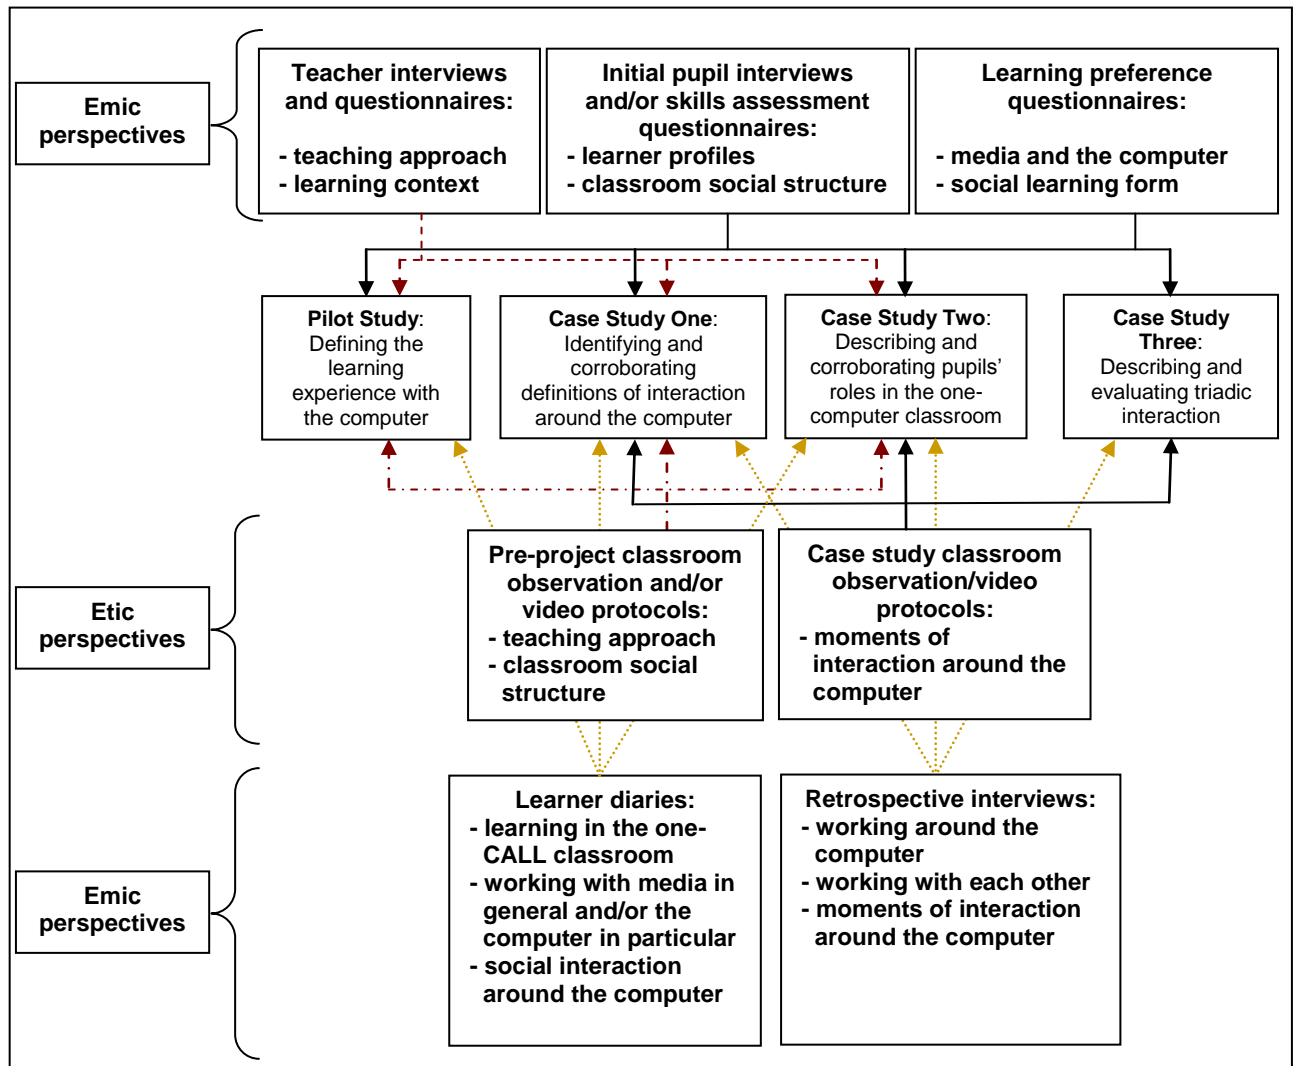 Emic
perspectives
Teacher interviews
and questionnaires:
- teaching approach
- learning context
Initial pupil interviews
and/or skills assessment
questionnaires:
- learner profiles
- classroom social structure
Learning preference
questionnaires:
- media and the computer
- social learning form
Pilot Study:
Defining the
learning
experience with
the computer
Case Study One:
Identifying and
corroborating
definitions of interaction
around the computer
Case Study Two:
Describing and
corroborating pupils’
roles in the one-
computer classroom
Case Study
Three:
Describing and
evaluating triadic
interaction
Etic
perspectives
Pre-project classroom
observation and/or
video protocols:
- teaching approach
- classroom social
structure
Case study classroom
observation/video
protocols:
- moments of
interaction around the
computer
Emic
perspectives
Learner diaries:
- learning in the one-
CALL classroom
- working with media in
general and/or the
computer in particular
- social interaction
around the computer
Retrospective interviews:
- working around the
computer
- working with each other
- moments of interaction
around the computer